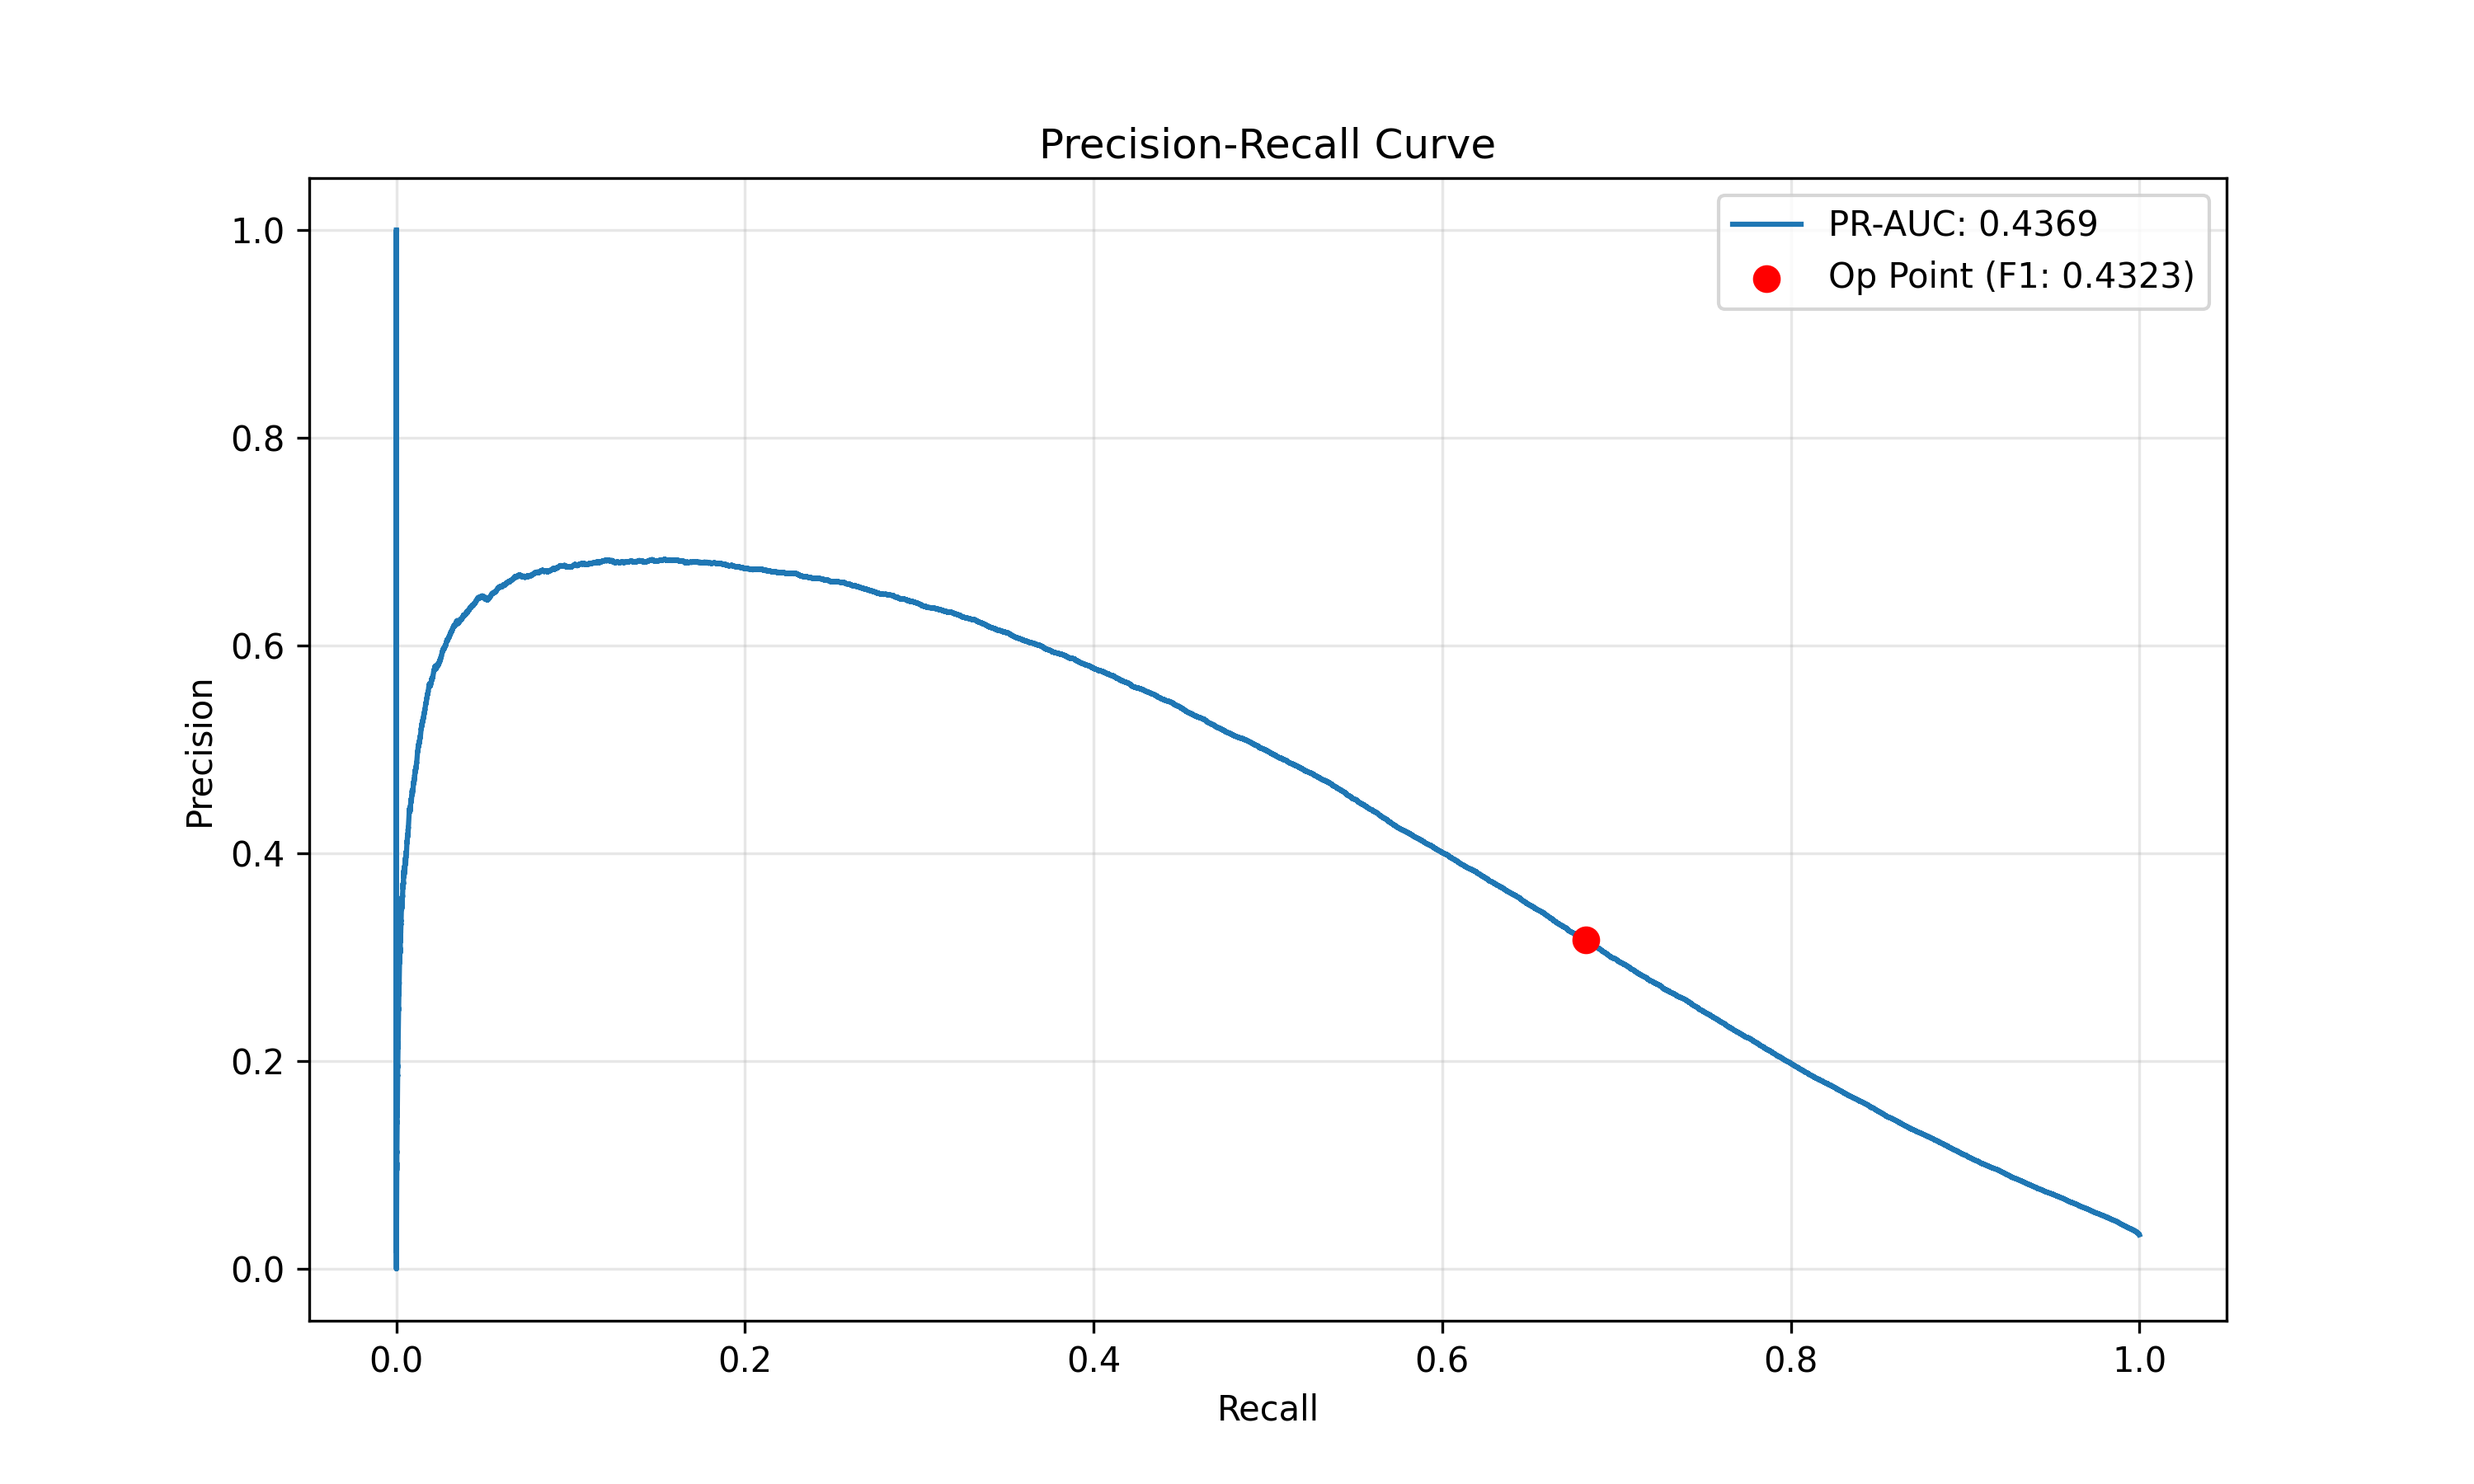 Precision-Recall Curve
PR-AUC: 0.4369
Op Point (F1: 0.4323)
1.0
0.8
0.6
0.4
0.2
0.0
Precision
0.0 0.2 0.4 0.6 0.8 1.0
Recall